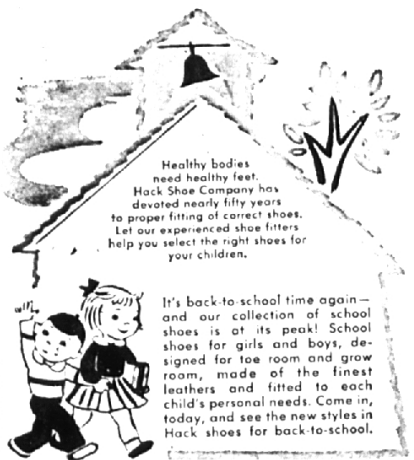 Healthy bodies
need healthy feet.
Hack Shoe Company has
devoted nearly fifty years
to proper fitting of correct shoes.
Let our experienced shoe fitters
help you select the right shoes for
your children.
It's back-to-school time again—
and our collection of school
shoes is at its peak! School
shoes for girls and boys, de-
signed for toe room and grow
room, made of the finest
leathers and fitted to each
child's personal needs. Come in,
today, and see the new styles in
Hack shoes for back-to-school.